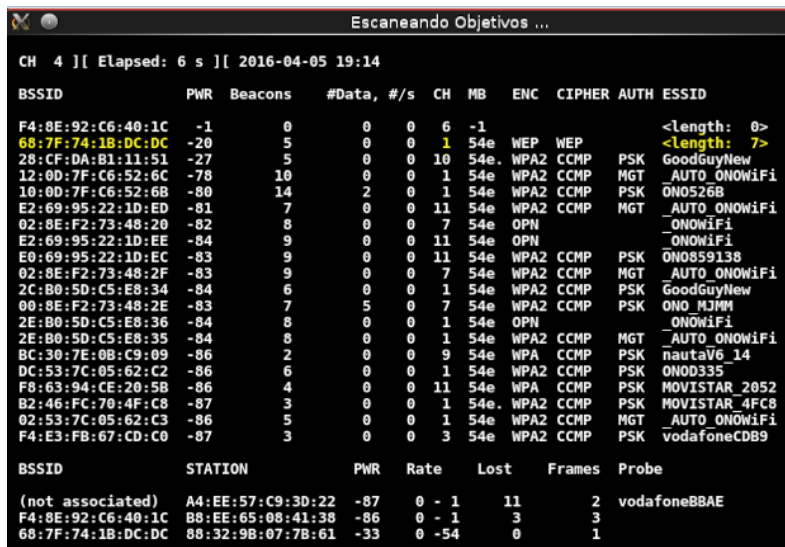 Escaneando Objetivos ...
CH 4 ][ Elapsed: 6 s ][ 2016-04-05 19:14
BSSID PWR Beacons #Data, #/s CH MB ENC CIPHER AUTH ESSID
F4:8E:92:C6:40:1C -1 0 0 0 6 -1 <length: 0>
68:7F:74:1B:DC:DC -20 5 0 0 1 54e WEP WEP <length: 7>
28:CF:DA:B1:11:51 -27 5 0 0 10 54e. WPA2 CCMP PSK GoodGuyNew
12:0D:7F:C6:52:6C -78 10 0 0 1 54e WPA2 CCMP MGT _AUTO_ONOWiFi
10:0D:7F:C6:52:6B -80 14 2 0 1 54e WPA2 CCMP PSK ONO526B
E2:69:95:22:1D:ED -81 7 0 0 11 54e WPA2 CCMP MGT _AUTO_ONOWiFi
02:8E:F2:73:48:20 -82 8 0 0 7 54e OPN _ONOWiFi
E2:69:95:22:1D:EE -84 9 0 0 11 54e OPN _ONOWiFi
E0:69:95:22:1D:EC -83 9 0 0 11 54e WPA2 CCMP PSK ONO859138
02:8E:F2:73:48:2F -83 9 0 0 7 54e WPA2 CCMP MGT _AUTO_ONOWiFi
2C:B0:5D:C5:E8:34 -84 6 0 0 1 54e WPA2 CCMP PSK GoodGuyNew
00:8E:F2:73:48:2E -83 7 5 0 7 54e WPA2 CCMP PSK ONO_MJMM
2E:B0:5D:C5:E8:36 -84 8 0 0 1 54e OPN _ONOWiFi
2E:B0:5D:C5:E8:35 -84 8 0 0 1 54e WPA2 CCMP MGT _AUTO_ONOWiFi
BC:30:7E:0B:C9:09 -86 2 0 0 9 54e WPA CCMP PSK nautaV6_14
DC:53:7C:05:62:C2 -86 6 0 0 1 54e WPA2 CCMP PSK ONOD335
F8:63:94:CE:20:5B -86 4 0 0 11 54e WPA CCMP PSK MOVISTAR_2052
B2:46:FC:70:4F:C8 -87 3 0 0 1 54e. WPA2 CCMP PSK MOVISTAR_4FC8
02:53:7C:05:62:C3 -86 5 0 0 1 54e WPA2 CCMP MGT _AUTO_ONOWiFi
F4:E3:FB:67:CD:C0 -87 3 0 0 3 54e WPA2 CCMP PSK vodafoneCDB9
BSSID STATION PWR Rate Lost Frames Probe
(not associated) A4:EE:57:C9:3D:22 -87 0 - 1 11 2 vodafoneBBAE
F4:8E:92:C6:40:1C B8:EE:65:08:41:38 -86 0 - 1 3 3
68:7F:74:1B:DC:DC 88:32:9B:07:7B:61 -33 0 -54 0 1